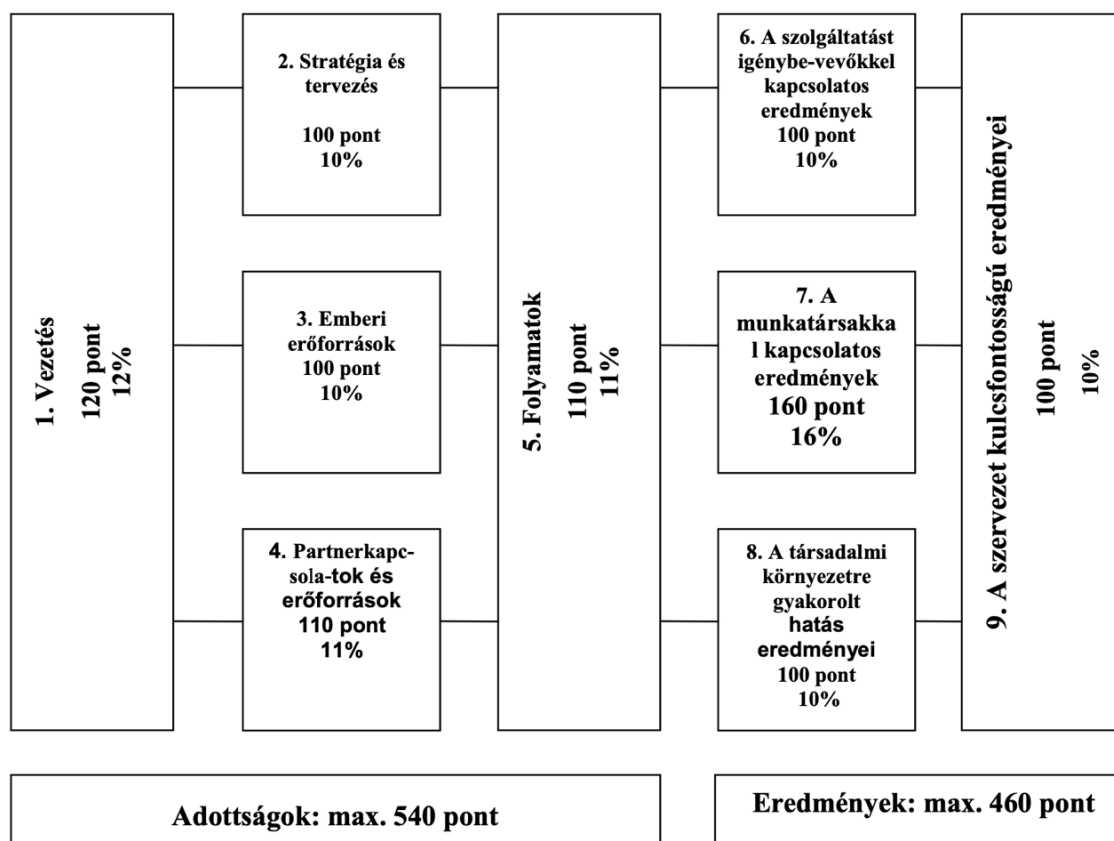 1. Vezetés
120 pont
12%
2. Stratégia és
tervezés
100 pont
10%
3. Emberi
erőforrások
100 pont
10%
4. Partnerkapc-
sola-tok és
erőforrások
110 pont
11%
5. Folyamatok
110 pont
11%
6. A szolgáltatást
igénybe-vevőkkel
kapcsolatos
eredmények
100 pont
10%
7. A
munkatársakka
l kapcsolatos
eredmények
160 pont
16%
8. A társadalmi
környezetre
gyakorolt
hatás
eredményei
100 pont
10%
9. A szervezet kulcsfontosságú eredményei
100 pont
10%
Adottságok: max. 540 pont
Eredmények: max. 460 pont